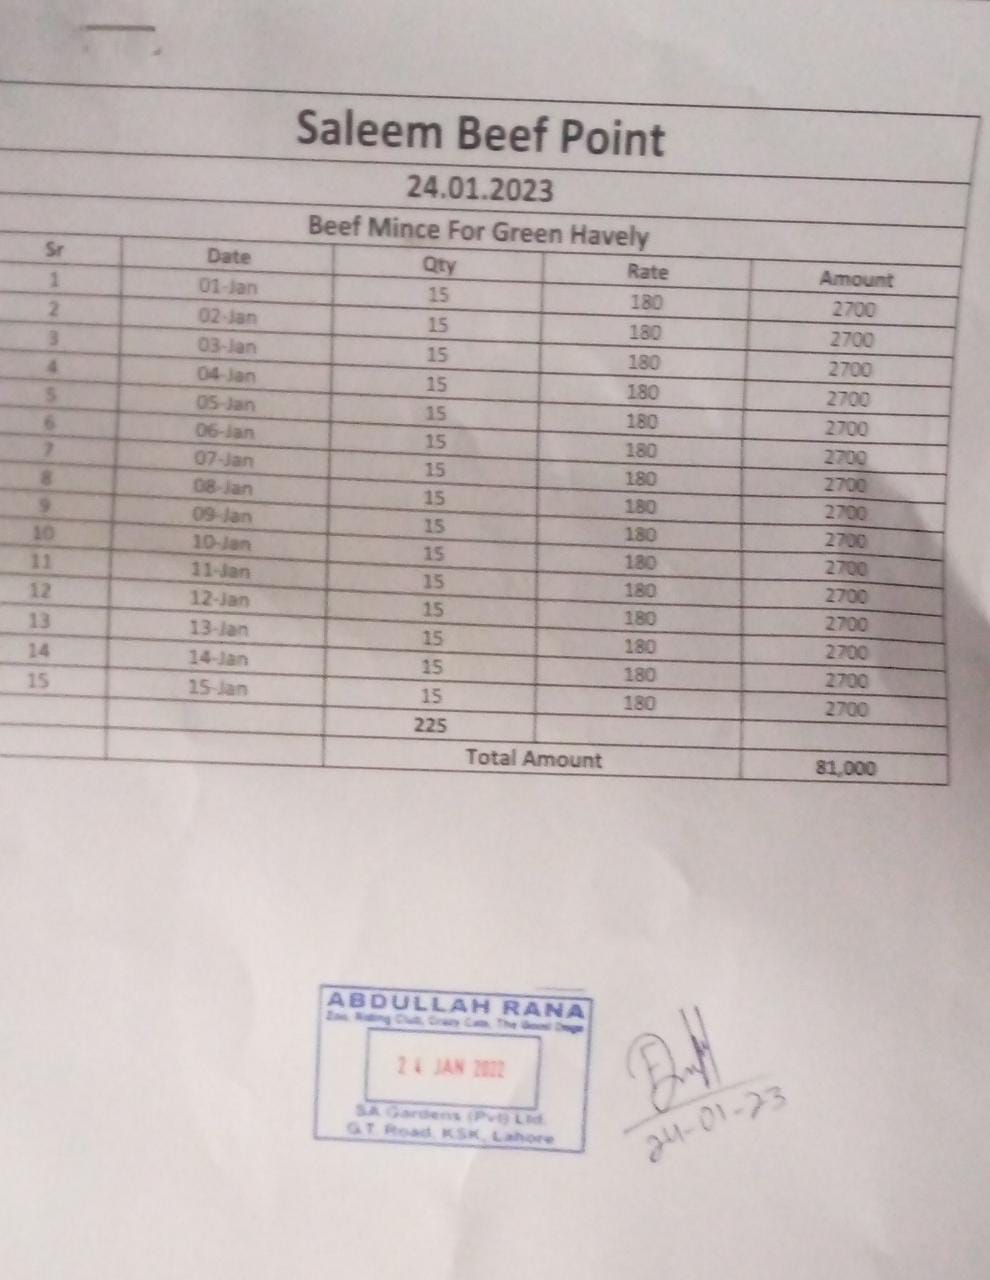 Saleem Beef Point
24.01.2023
Beef Mince For Green Havely
Sr Date Qty Rate Amount
1 01-Jan 15 180 2700
2 02-Jan 15 180 2700
3 03-Jan 15 180 2700
4 04-Jan 15 180 2700
5 05-Jan 15 180 2700
6 06-Jan 15 180 2700
7 07-Jan 15 180 2700
8 08-Jan 15 180 2700
9 09-Jan 15 180 2700
10 10-Jan 15 180 2700
11 11-Jan 15 180 2700
12 12-Jan 15 180 2700
13 13-Jan 15 180 2700
14 14-Jan 15 180 2700
15 15-Jan 15 180 2700
225
Total Amount 81,000
ABDULLAH RANA
Zoo, Riding Club, Crazy Cats, The Good Dogs
24 JAN 2022
SA Gardens (Pvt) Ltd.
G.T. Road, KSK, Lahore
24-01-23